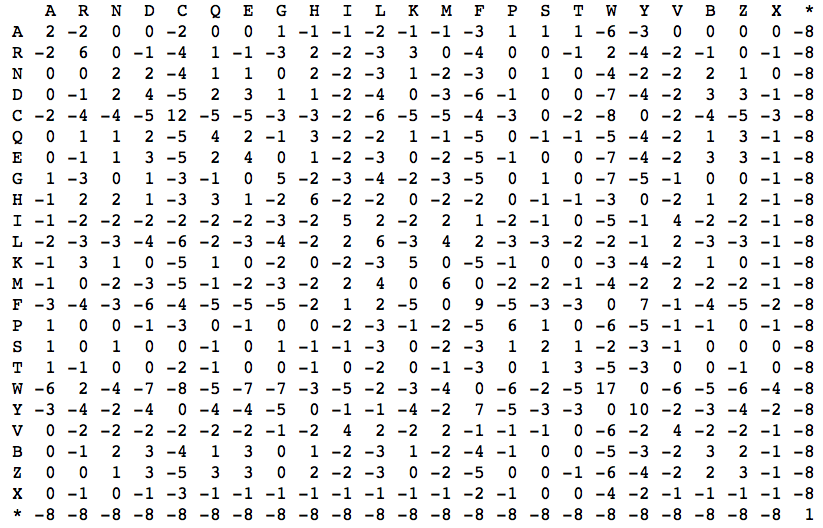 A R N D C Q E G H I L K M F P S T W Y V B Z X *
A 2 -2 0 0 -2 0 0 1 -1 -1 -2 -1 -1 -3 1 1 1 -6 -3 0 0 0 0 -8
R -2 6 0 -1 -4 1 -1 -3 2 -2 -3 3 0 -4 0 0 -1 2 -4 -2 -1 0 -1 -8
N 0 0 2 2 -4 1 1 0 2 -2 -3 1 -2 -3 0 1 0 -4 -2 -2 2 1 0 -8
D 0 -1 2 4 -5 2 3 1 1 -2 -4 0 -3 -6 -1 0 0 -7 -4 -2 3 3 -1 -8
C -2 -4 -4 -5 12 -5 -5 -3 -3 -2 -6 -5 -5 -4 -3 0 -2 -8 0 -2 -4 -5 -3 -8
Q 0 1 1 2 -5 4 2 -1 3 -2 -2 1 -1 -5 0 -1 -1 -5 -4 -2 1 3 -1 -8
E 0 -1 1 3 -5 2 4 0 1 -2 -3 0 -2 -5 -1 0 0 -7 -4 -2 3 3 -1 -8
G 1 -3 0 1 -3 -1 0 5 -2 -3 -4 -2 -3 -5 0 1 0 -7 -5 -1 0 0 -1 -8
H -1 2 2 1 -3 3 1 -2 6 -2 -2 0 -2 -2 0 -1 -1 -3 0 -2 1 2 -1 -8
I -1 -2 -2 -2 -2 -2 -2 -3 -2 5 2 -2 2 1 -2 -1 0 -5 -1 4 -2 -2 -1 -8
L -2 -3 -3 -4 -6 -2 -3 -4 -2 2 6 -3 4 2 -3 -3 -2 -2 -1 2 -3 -3 -1 -8
K -1 3 1 0 -5 1 0 -2 0 -2 -3 5 0 -5 -1 0 0 -3 -4 -2 1 0 -1 -8
M -1 0 -2 -3 -5 -1 -2 -3 -2 2 4 0 6 0 -2 -2 -1 -4 -2 2 -2 -2 -1 -8
F -3 -4 -3 -6 -4 -5 -5 -5 -2 1 2 -5 0 9 -5 -3 -3 0 7 -1 -4 -5 -2 -8
P 1 0 0 -1 -3 0 -1 0 0 -2 -3 -1 -2 -5 6 1 0 -6 -5 -1 -1 0 -1 -8
S 1 0 1 0 0 -1 0 1 -1 -1 -3 0 -2 -3 1 2 1 -2 -3 -1 0 0 0 -8
T 1 -1 0 0 -2 -1 0 0 -1 0 -2 0 -1 -3 0 1 3 -5 -3 0 0 -1 0 -8
W -6 2 -4 -7 -8 -5 -7 -7 -3 -5 -2 -3 -4 0 -6 -2 -5 17 0 -6 -5 -6 -4 -8
Y -3 -4 -2 -4 0 -4 -4 -5 0 -1 -1 -4 -2 7 -5 -3 -3 0 10 -2 -3 -4 -2 -8
V 0 -2 -2 -2 -2 -2 -2 -1 -2 4 2 -2 2 -1 -1 -1 0 -6 -2 4 -2 -2 -1 -8
B 0 -1 2 3 -4 1 3 0 1 -2 -3 1 -2 -4 -1 0 0 -5 -3 -2 3 2 -1 -8
Z 0 0 1 3 -5 3 3 0 2 -2 -3 0 -2 -5 0 0 -1 -6 -4 -2 2 3 -1 -8
X 0 -1 0 -1 -3 -1 -1 -1 -1 -1 -1 -1 -1 -2 -1 0 0 -4 -2 -1 -1 -1 -1 -8
* -8 -8 -8 -8 -8 -8 -8 -8 -8 -8 -8 -8 -8 -8 -8 -8 -8 -8 -8 -8 -8 -8 -8 1